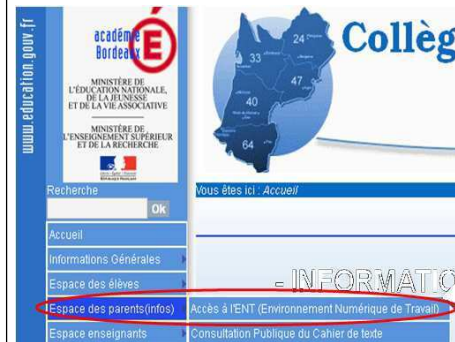 www.education.gouv.fr
académie
Bordeaux
MINISTÈRE DE
L'ÉDUCATION NATIONALE,
DE LA JEUNESSE
ET DE LA VIE ASSOCIATIVE
MINISTÈRE DE
L'ENSEIGNEMENT SUPÉRIEUR
ET DE LA RECHERCHE
24
33
47
40
64
Collèg
Recherche
Ok
Vous êtes ici : Accueil
Accueil
Informations Générales
Espace des élèves
- INFORMATIO
Espace des parents(infos)
Accès à l'ENT (Environnement Numérique de Travail)
Espace enseignants
Consultation Publique du Cahier de texte